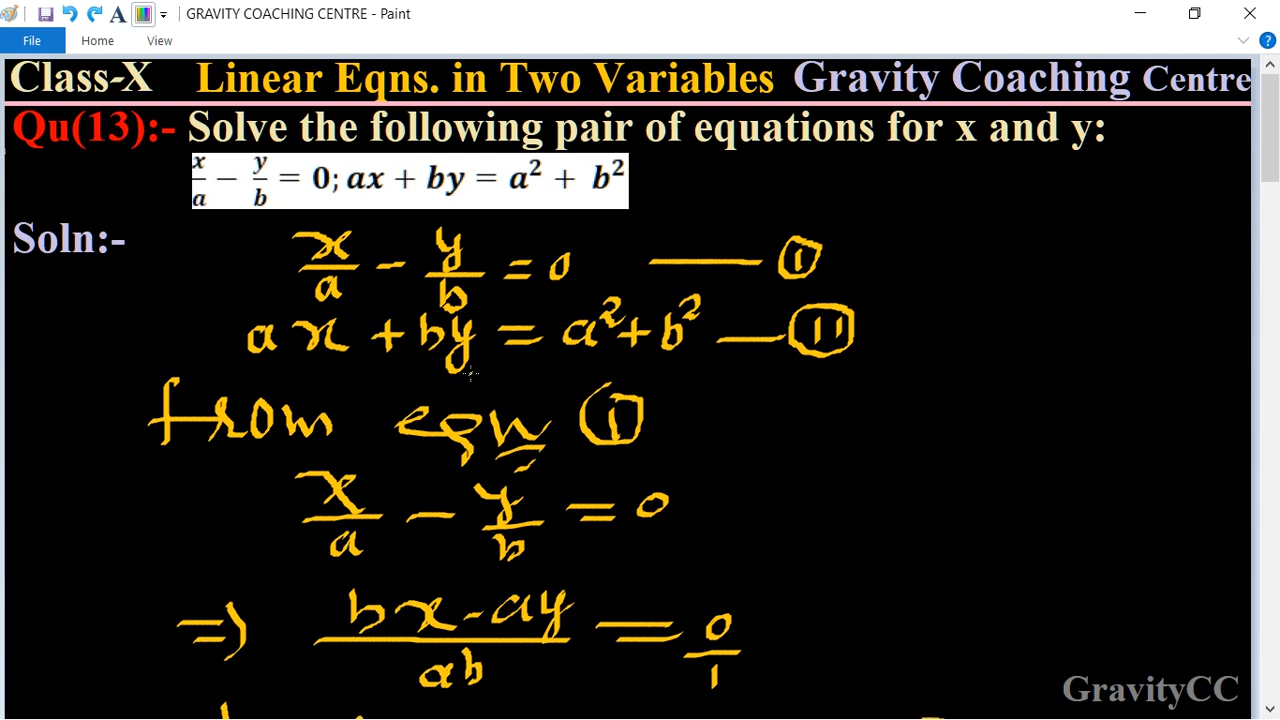 GRAVITY COACHING CENTRE - Paint
File Home View
Class-X Linear Eqns. in Two Variables Gravity Coaching Centre
Qu(13):- Solve the following pair of equations for x and y:
x/a − y/b = 0; ax + by = a² + b²
Soln:- x/a - y/b = 0 —— ①
ax + by = a² + b² — ⑪
from eqn ①
x/a - y/b = 0
=> (bx - ay)/ab = 0/1
GravityCC